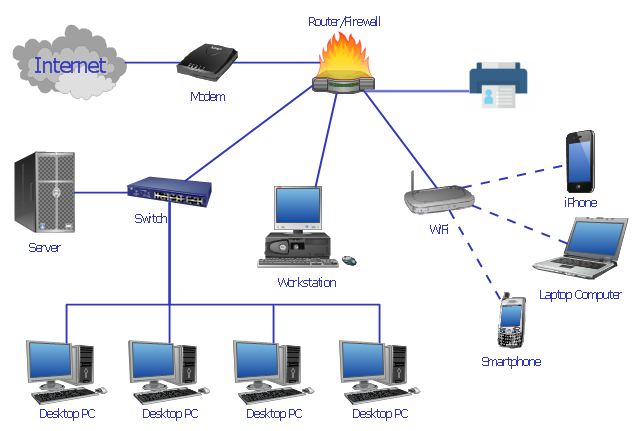 Router/Firewall
Internet
Modem
iPhone
Switch
WiFi
Server
Workstation
Laptop Computer
Smartphone
Desktop PC
Desktop PC
Desktop PC
Desktop PC